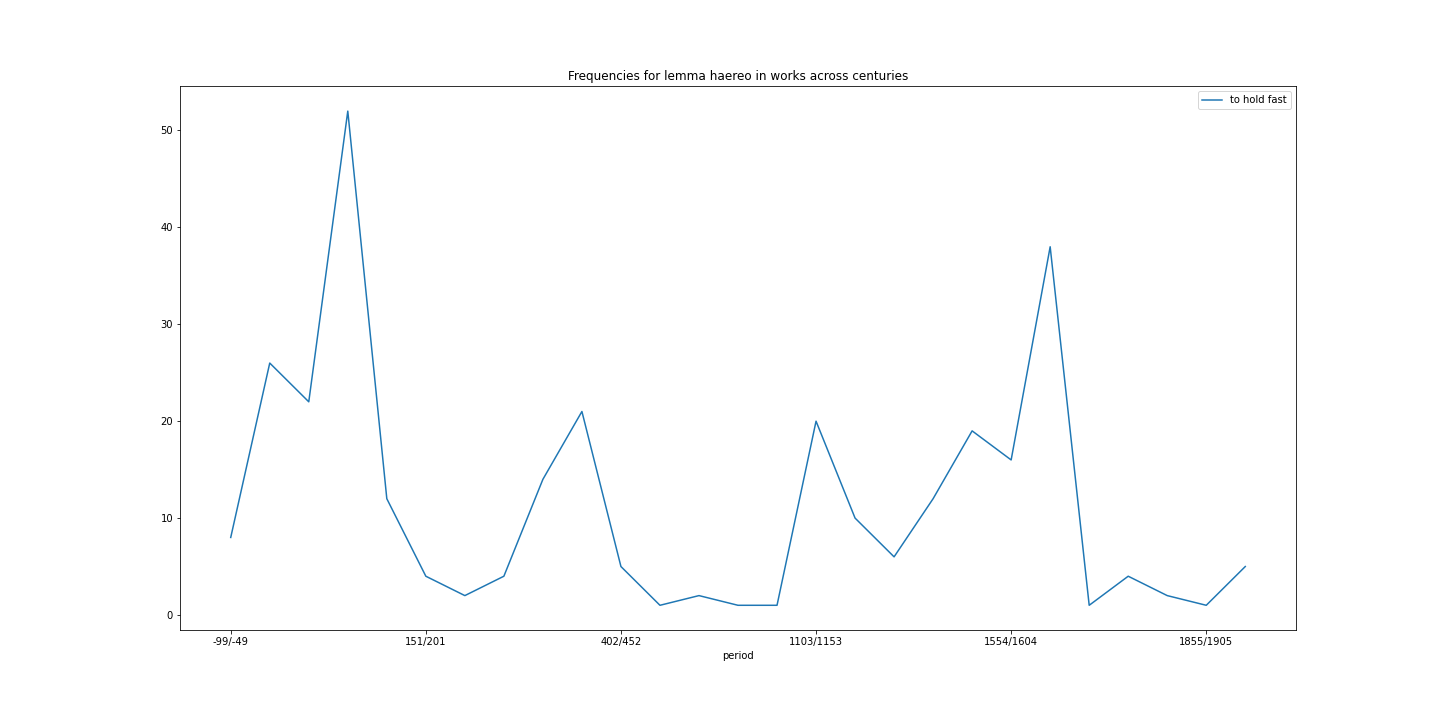 Frequencies for lemma haereo in works across centuries
to hold fast
50
40
30
20
10
0
-99/-49 151/201 402/452 1103/1153 1554/1604 1855/1905
period